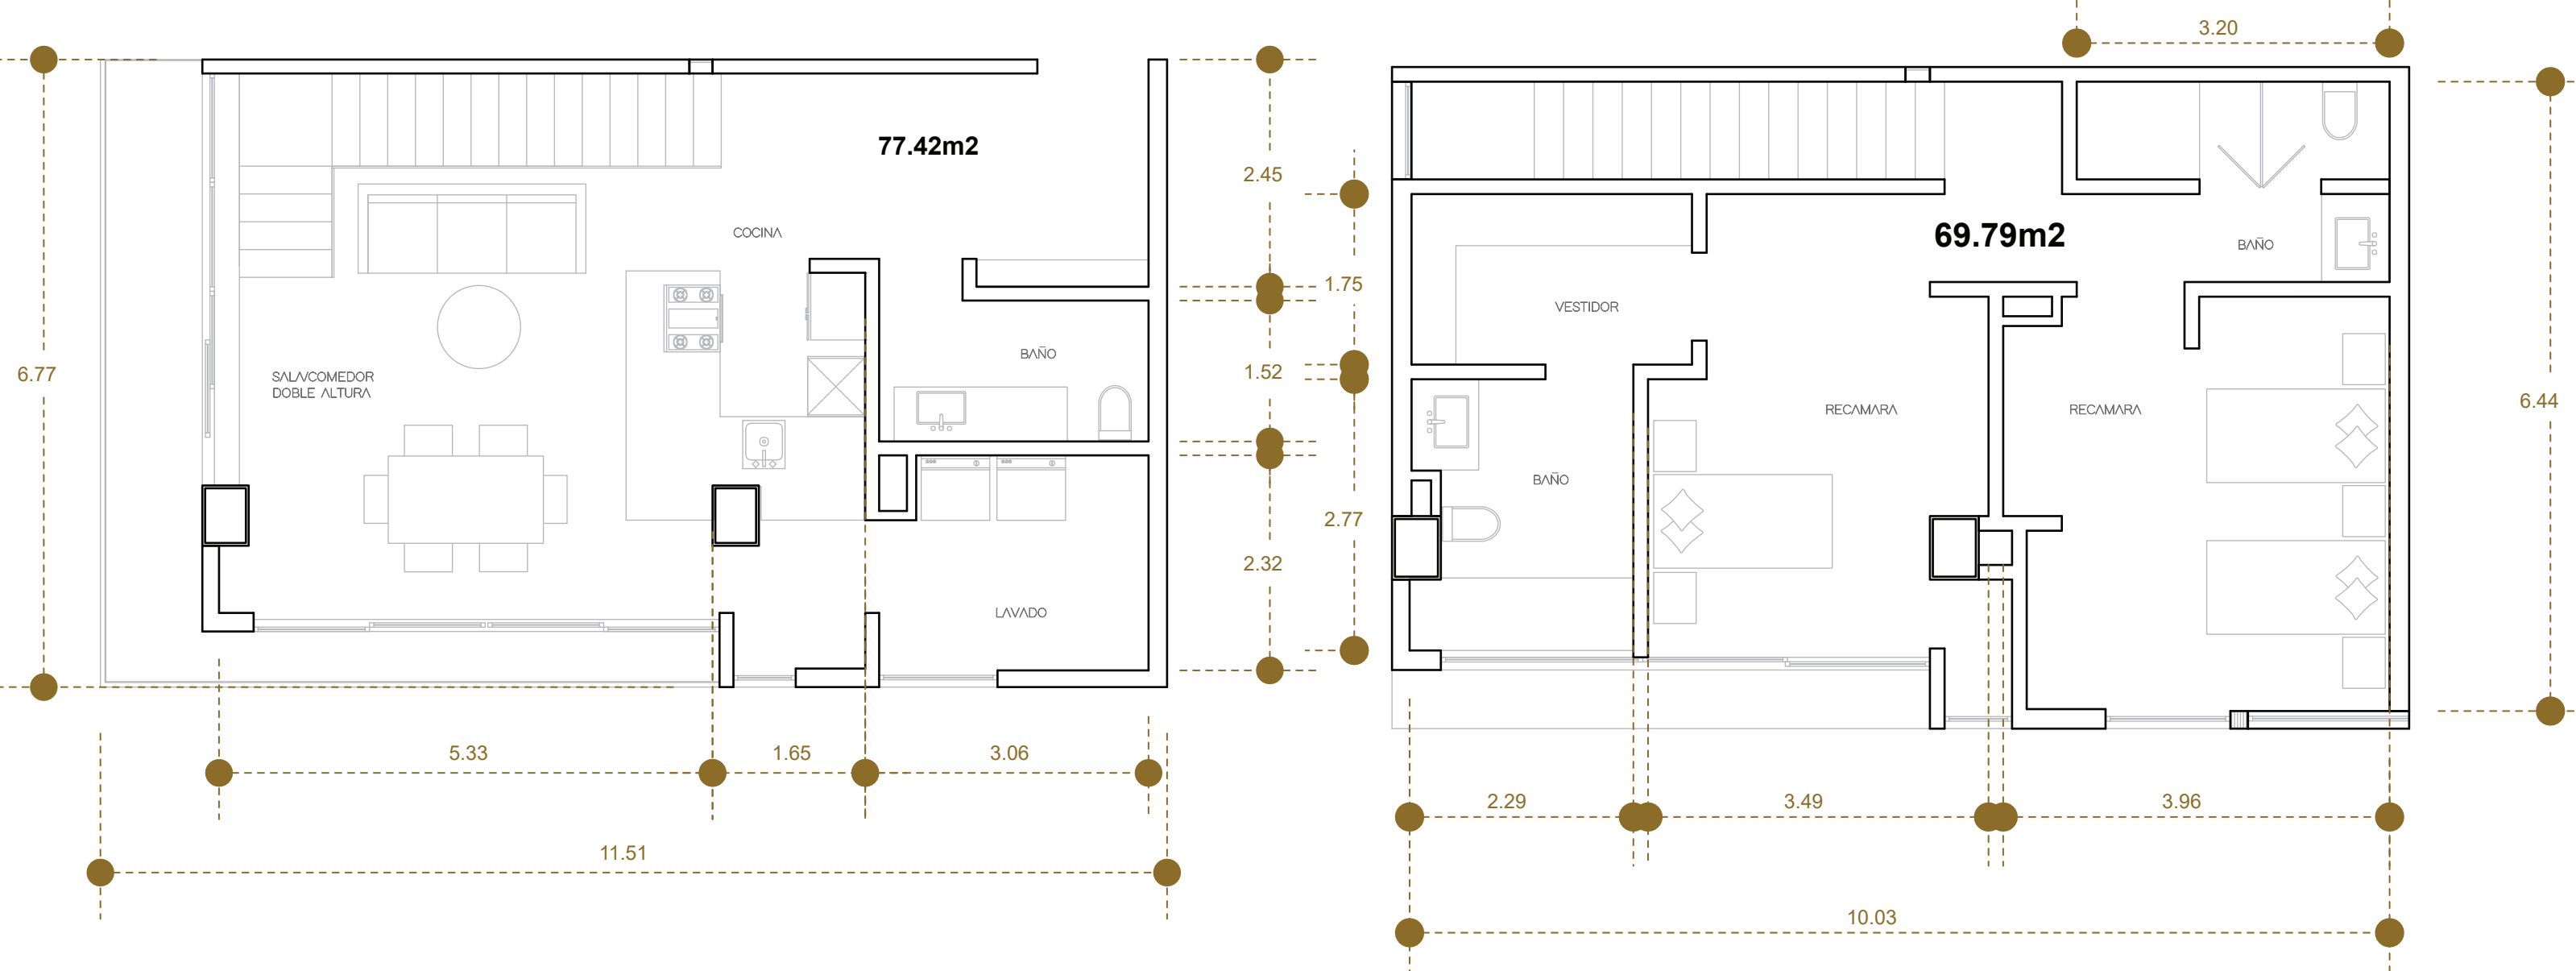 77.42m2
COCINA
SALA/COMEDOR
DOBLE ALTURA
BAÑO
LAVADO
6.77
2.45
1.52
2.32
5.33
1.65
3.06
11.51
3.20
69.79m2
BAÑO
VESTIDOR
RECAMARA
RECAMARA
BAÑO
1.75
2.77
6.44
2.29
3.49
3.96
10.03